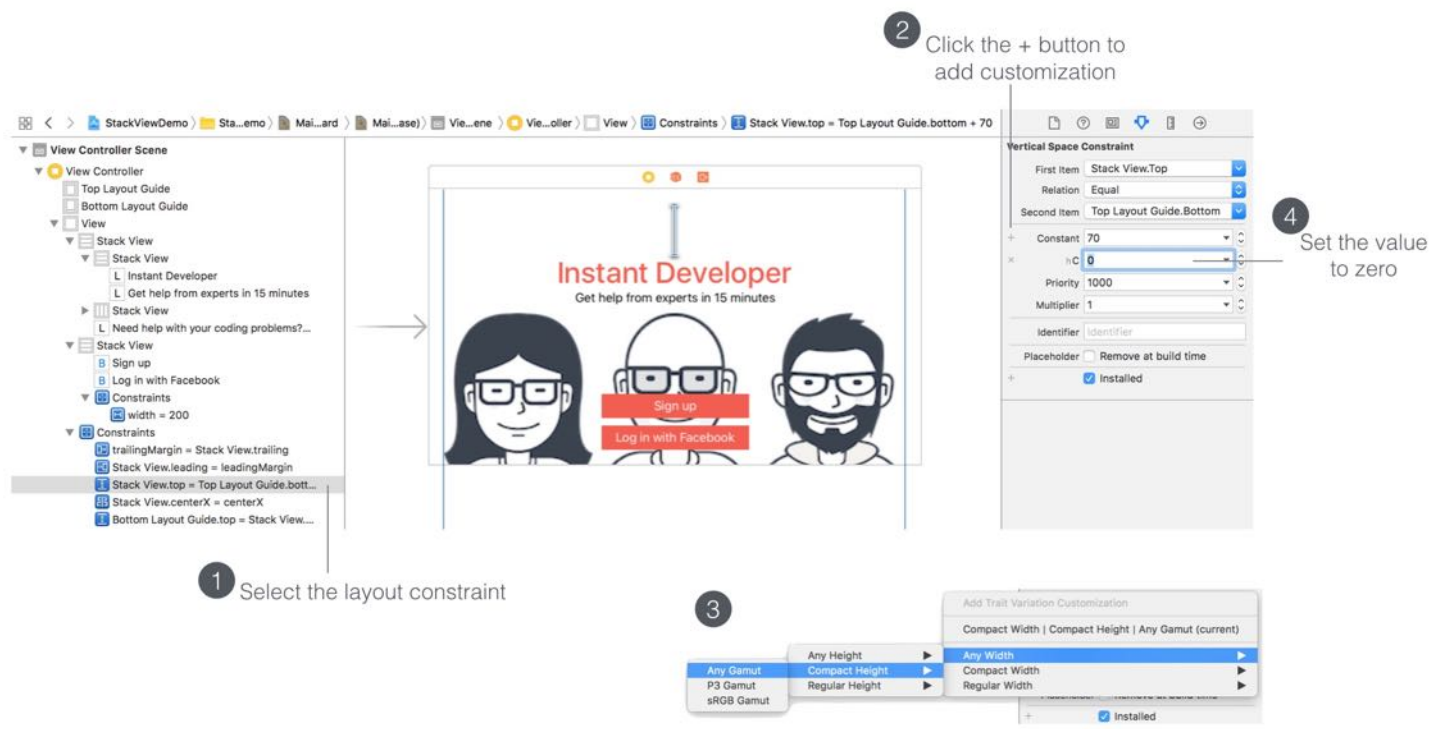 2
Click the + button to
add customization
StackViewDemo
Sta...emo
Mai...ard
Mai...ase)
Vie...ene
Vie...oller
View
Constraints
Stack View.top = Top Layout Guide.bottom + 70
View Controller Scene
View Controller
Top Layout Guide
Bottom Layout Guide
View
Stack View
Stack View
L Instant Developer
L Get help from experts in 15 minutes
Stack View
L Need help with your coding problems?...
Stack View
B Sign up
B Log in with Facebook
Constraints
width = 200
Constraints
trailingMargin = Stack View.trailing
Stack View.leading = leadingMargin
Stack View.top = Top Layout Guide.bott...
Stack View.centerX = centerX
Bottom Layout Guide.top = Stack View....
Instant Developer
Get help from experts in 15 minutes
Sign up
Log in with Facebook
Vertical Space Constraint
First Item Stack View.Top
Relation Equal
Second Item Top Layout Guide.Bottom
+ Constant 70
× hC 0
Priority 1000
Multiplier 1
Identifier Identifier
Placeholder Remove at build time
+ Installed
4
Set the value
to zero
1
Select the layout constraint
3
Add Trait Variation Customization
Compact Width | Compact Height | Any Gamut (current)
Any Width
Compact Width
Regular Width
Any Height
Compact Height
Regular Height
Any Gamut
P3 Gamut
sRGB Gamut
+ Installed